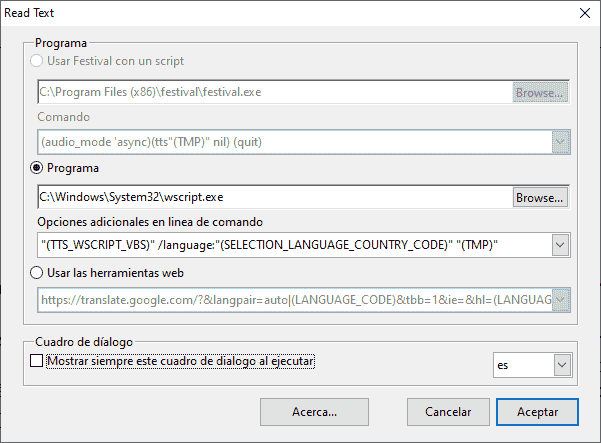 Read Text
Programa
Usar Festival con un script
C:\Program Files (x86)\festival\festival.exe
Browse...
Comando
(audio_mode 'async)(tts"(TMP)" nil) (quit)
Programa
C:\Windows\System32\wscript.exe
Browse...
Opciones adicionales en linea de comando
"(TTS_WSCRIPT_VBS)" /language:"(SELECTION_LANGUAGE_COUNTRY_CODE)" "(TMP)"
Usar las herramientas web
https://translate.google.com/?&langpair=auto|(LANGUAGE_CODE)&tbb=1&ie=&hl=(LANGUAG
Cuadro de díalogo
Mostrar siempre este cuadro de dialogo al ejecutar
es
Acerca...
Cancelar
Aceptar